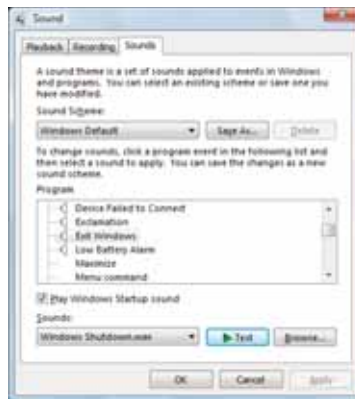 Sound
Playback Recording Sounds
A sound theme is a set of sounds applied to events in Windows
and programs. You can select an existing scheme or save one you
have modified.
Sound Scheme:
Windows Default Save As... Delete
To change sounds, click a program event in the following list and
then select a sound to apply. You can save the changes as a new
sound scheme.
Program
Device Failed to Connect
Exclamation
Exit Windows
Low Battery Alarm
Maximize
Menu command
Play Windows Startup sound
Sounds:
Windows Shutdown.wav Test Browse...
OK Cancel Apply